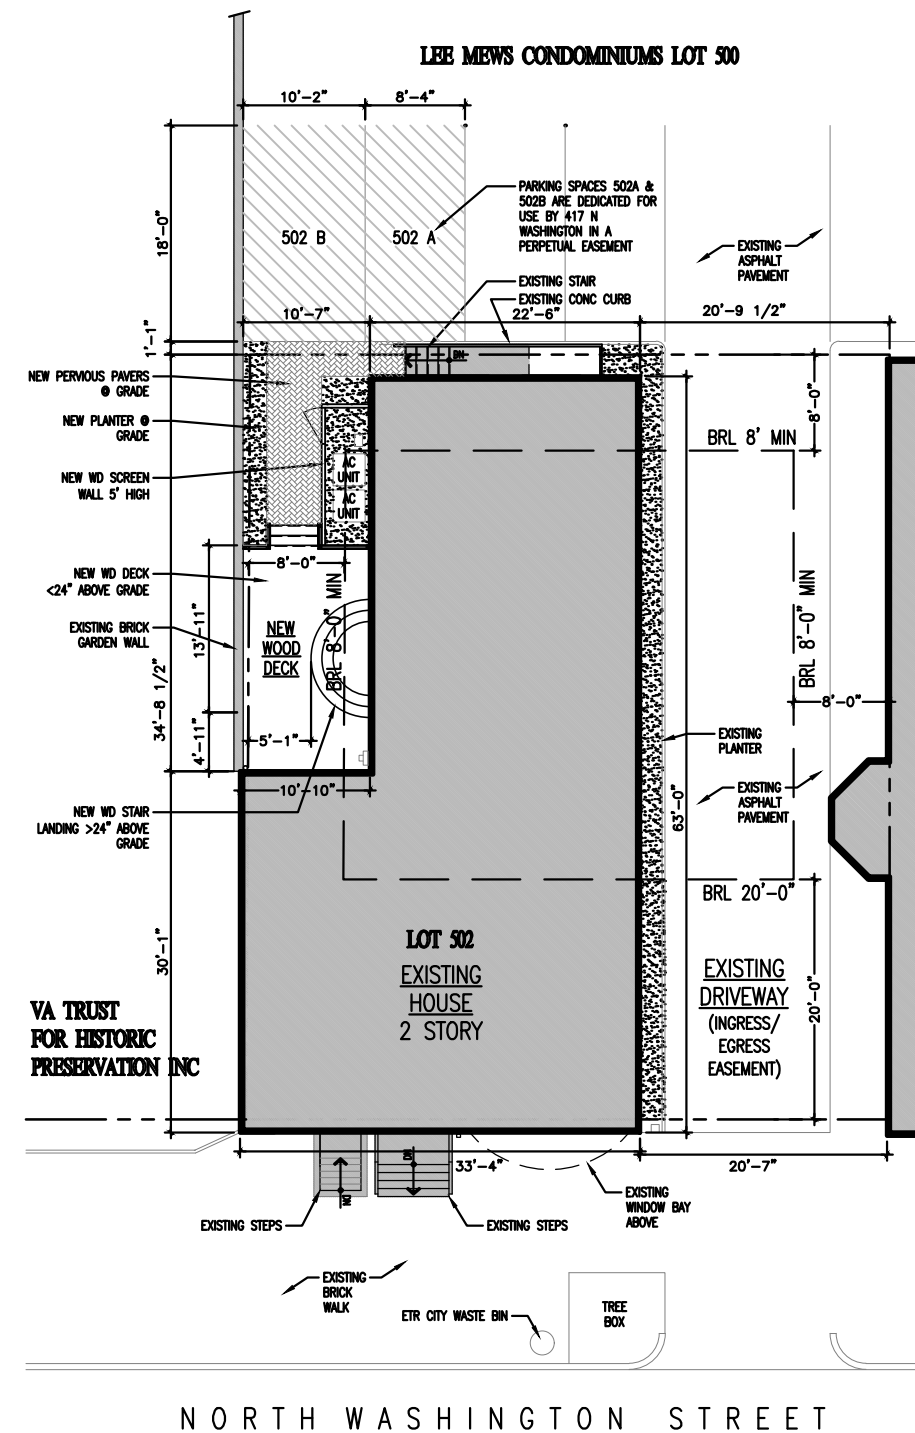 LEE MEWS CONDOMINIUMS LOT 500
10'-2"
8'-4"
18'-0"
502 B
502 A
PARKING SPACES 502A &
502B ARE DEDICATED FOR
USE BY 417 N
WASHINGTON IN A
PERPETUAL EASEMENT
EXISTING
ASPHALT
PAVEMENT
EXISTING STAIR
EXISTING CONC CURB
10'-7"
22'-6"
20'-9 1/2"
1'-1"
DN
NEW PERVIOUS PAVERS
@ GRADE
NEW PLANTER @
GRADE
NEW WD SCREEN
WALL 5' HIGH
AC
UNIT
AC
UNIT
BRL 8' MIN
8'-0"
NEW WD DECK
<24" ABOVE GRADE
EXISTING BRICK
GARDEN WALL
8'-0"
13'-11"
NEW
WOOD
DECK
BRL 8'-0" MIN
BRL 8'-0" MIN
8'-0"
34'-8 1/2"
4'-11"
5'-1"
10'-10"
EXISTING
PLANTER
EXISTING
ASPHALT
PAVEMENT
63'-0"
NEW WD STAIR
LANDING >24" ABOVE
GRADE
BRL 20'-0"
30'-1"
LOT 502
EXISTING
HOUSE
2 STORY
EXISTING
DRIVEWAY
(INGRESS/
EGRESS
EASEMENT)
20'-0"
VA TRUST
FOR HISTORIC
PRESERVATION INC
33'-4"
20'-7"
DN
DN
EXISTING STEPS
EXISTING STEPS
EXISTING
WINDOW BAY
ABOVE
EXISTING
BRICK
WALK
ETR CITY WASTE BIN
TREE
BOX
NORTH WASHINGTON STREET